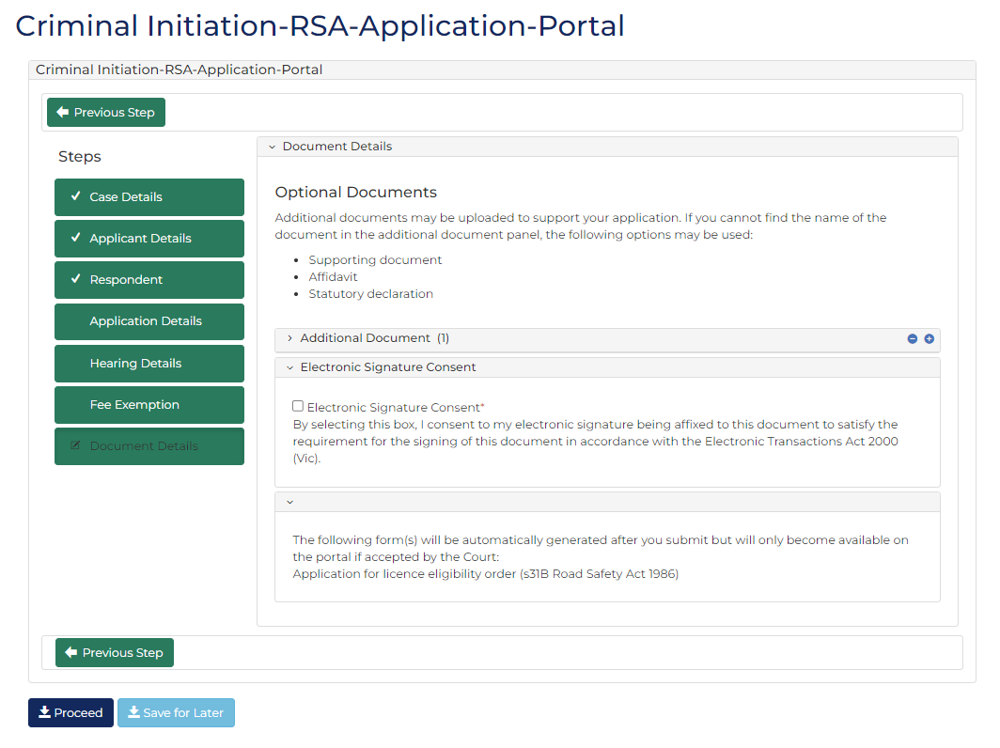 Criminal Initiation-RSA-Application-Portal
Criminal Initiation-RSA-Application-Portal
Previous Step
Steps
Case Details
Applicant Details
Respondent
Application Details
Hearing Details
Fee Exemption
Document Details
Document Details
Optional Documents
Additional documents may be uploaded to support your application. If you cannot find the name of the
document in the additional document panel, the following options may be used:
Supporting document
Affidavit
Statutory declaration
Additional Document (1)
Electronic Signature Consent
Electronic Signature Consent*
By selecting this box, I consent to my electronic signature being affixed to this document to satisfy the
requirement for the signing of this document in accordance with the Electronic Transactions Act 2000
(Vic).
The following form(s) will be automatically generated after you submit but will only become available on
the portal if accepted by the Court:
Application for licence eligibility order (s31B Road Safety Act 1986)
Previous Step
Proceed
Save for Later